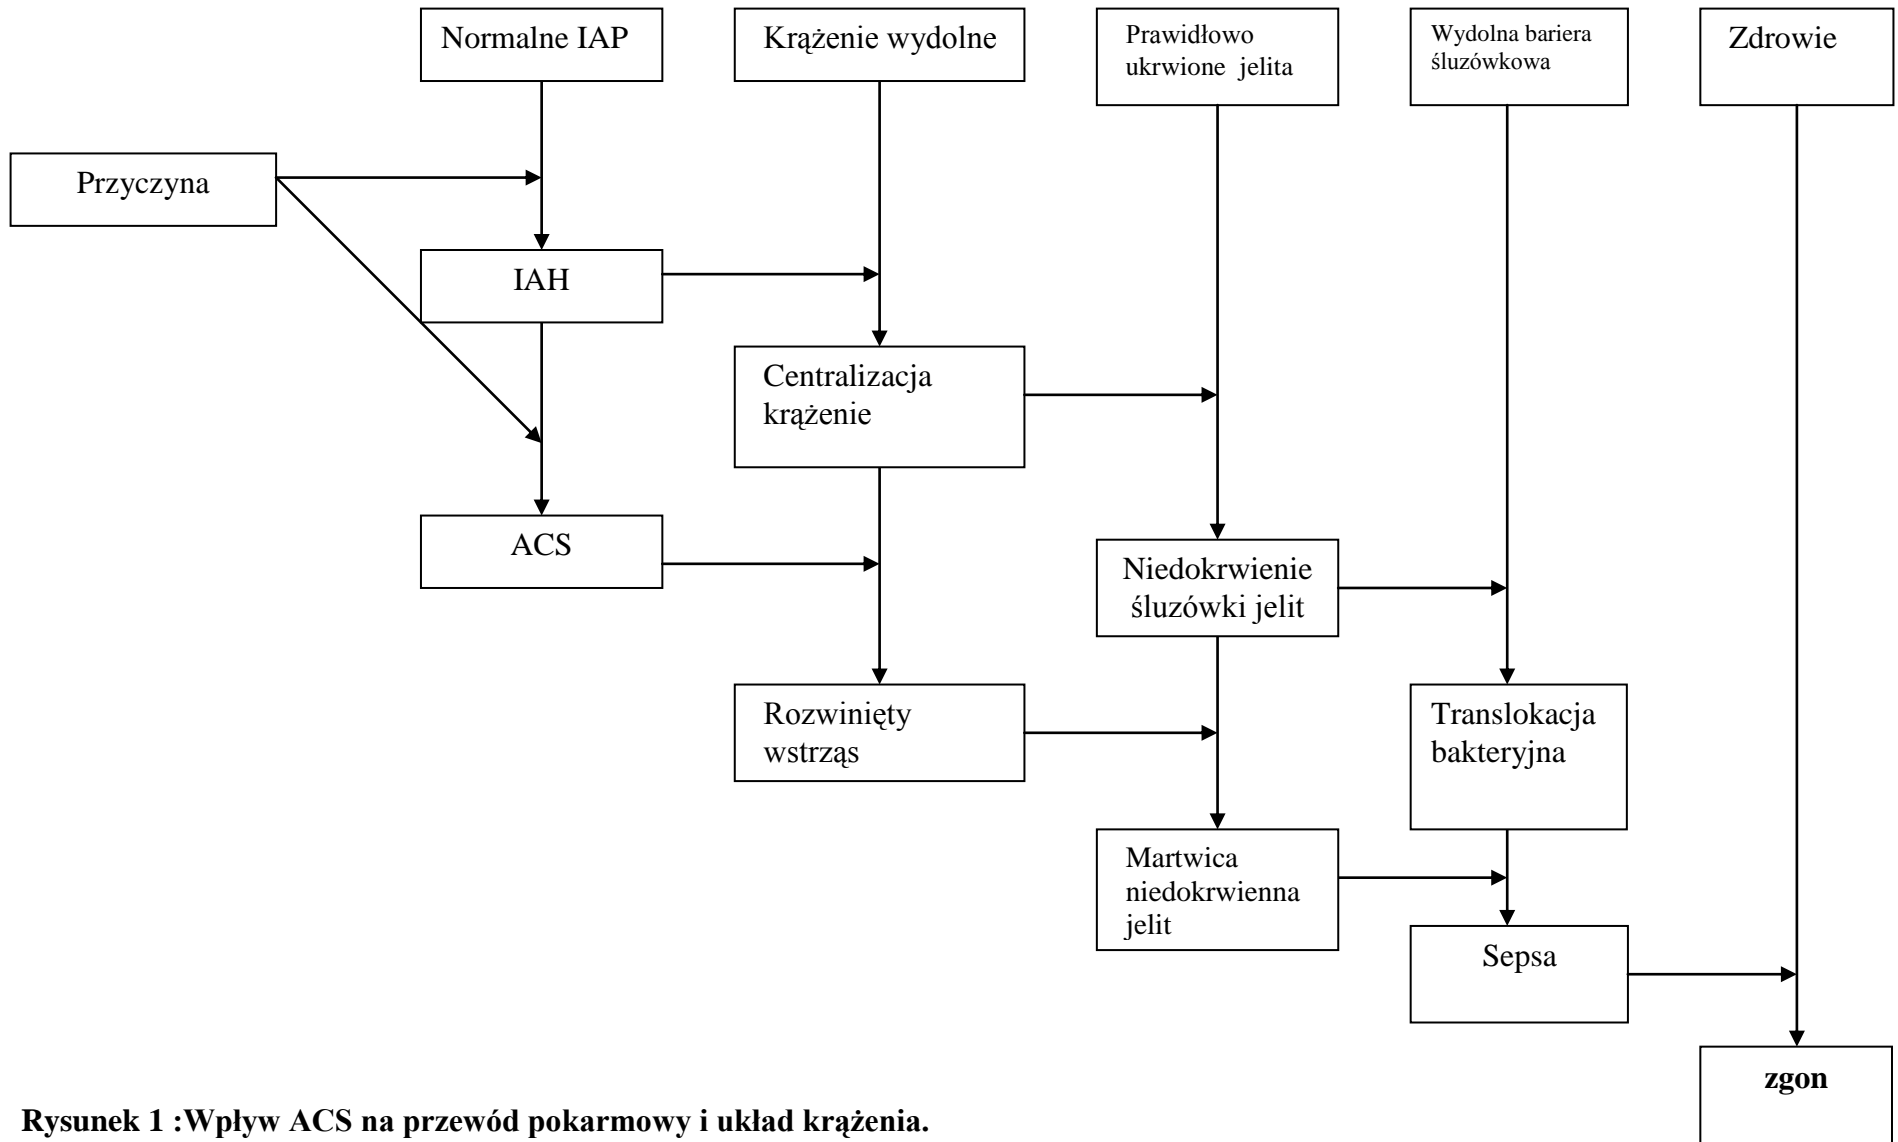 Normalne IAP
Krążenie wydolne
Prawidłowo
ukrwione jelita
Wydolna bariera
śluzówkowa
Zdrowie
Przyczyna
IAH
Centralizacja
krążenie
ACS
Niedokrwienie
śluzówki jelit
Rozwinięty
wstrząs
Translokacja
bakteryjna
Martwica
niedokrwienna
jelit
Sepsa
zgon
Rysunek 1 :Wpływ ACS na przewód pokarmowy i układ krążenia.